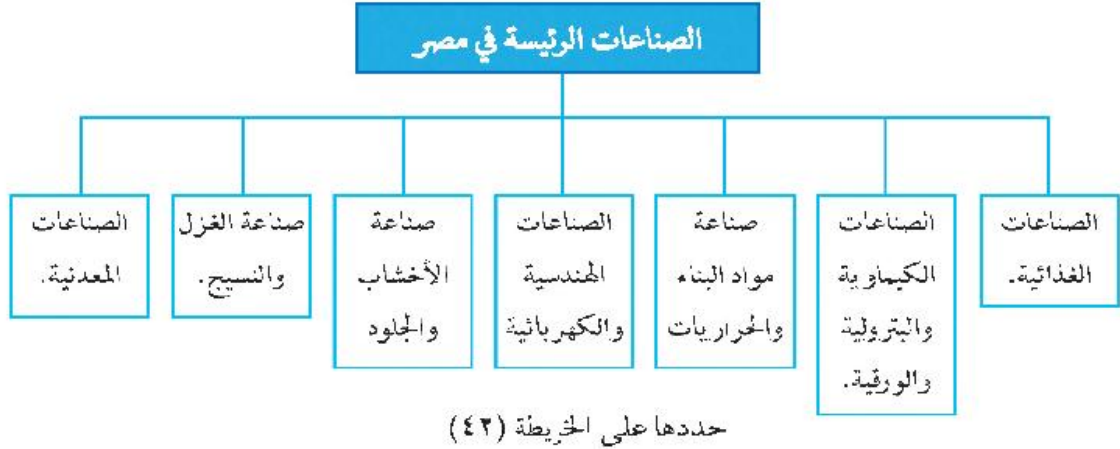 الصناعات الرئيسة في مصر
الصناعات
الغذائية.
الصناعات
الكيماوية
والبترولية
والورقية.
صناعة
مواد البناء
والحراريات
الصناعات
الهندسية
والكهربائية
صناعة
الأخشاب
والجلود
صناعة الغزل
والنسيج.
الصناعات
المعدنية.
حددها على الخريطة (٤٢)